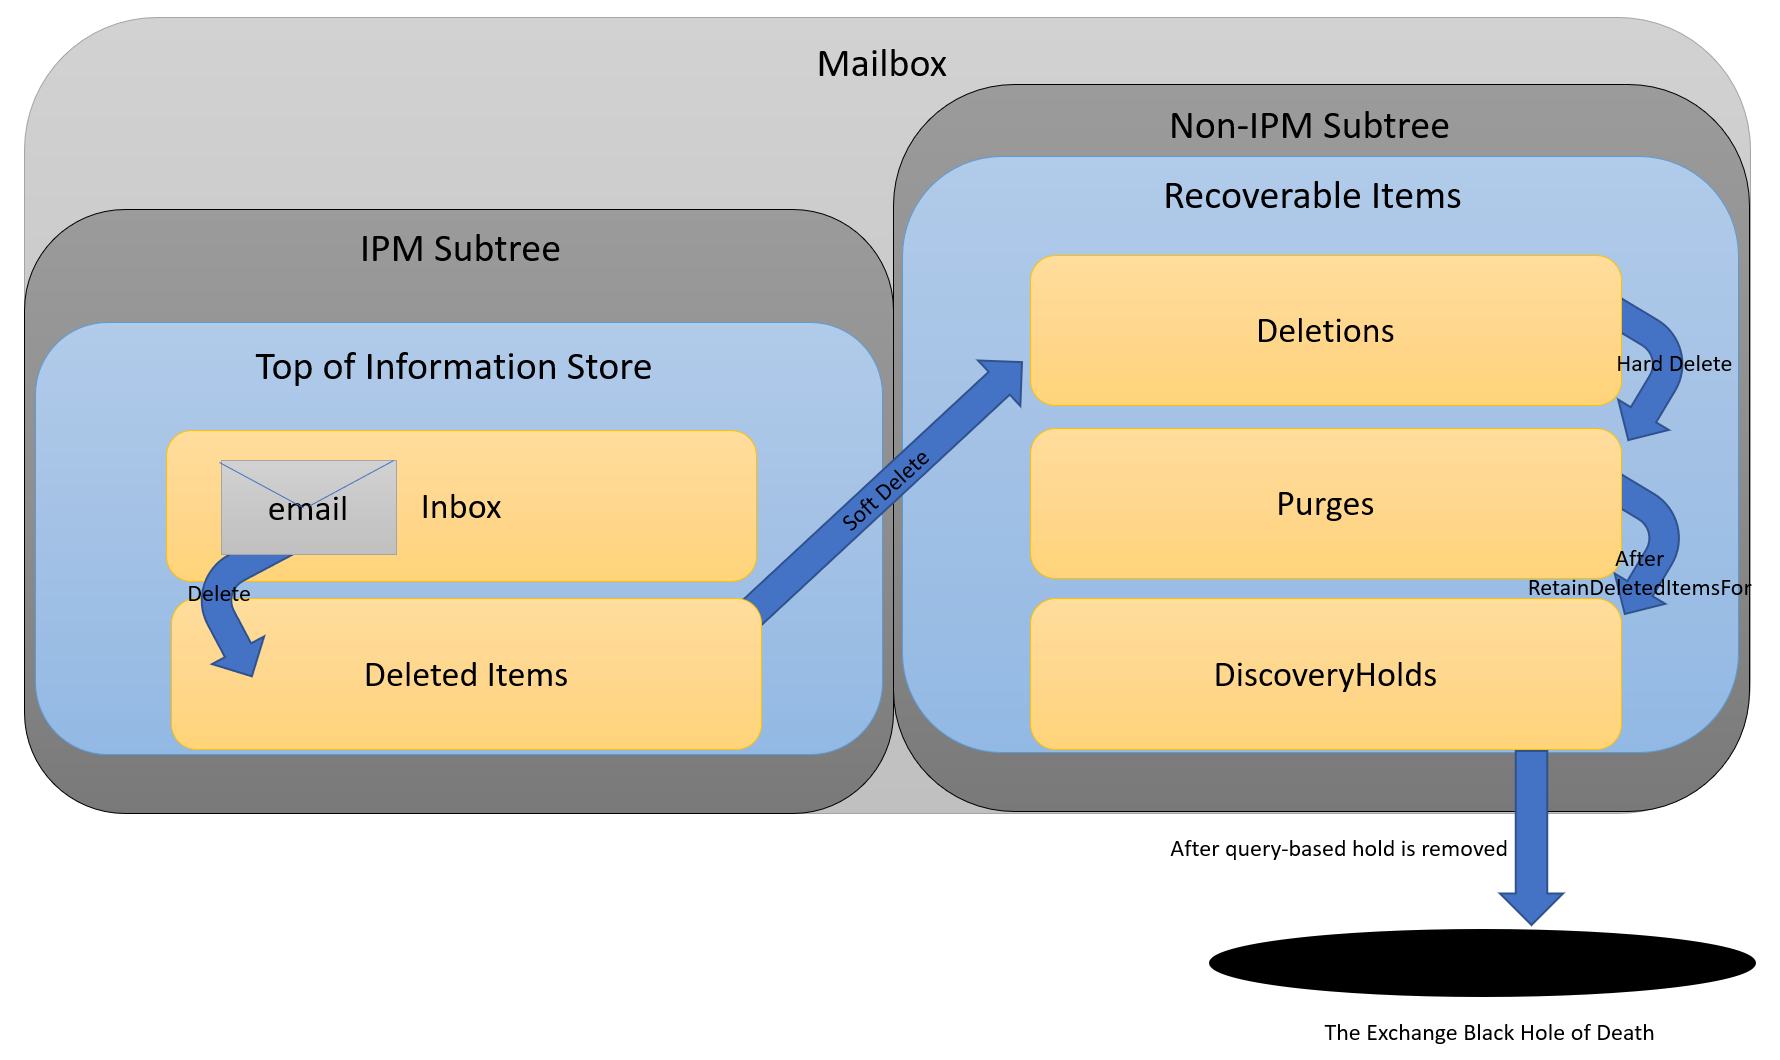 Mailbox
Non-IPM Subtree
Recoverable Items
IPM Subtree
Deletions
Top of Information Store
Hard Delete
Soft Delete
email
Inbox
Purges
After
RetainDeletedItemsFor
Delete
Deleted Items
DiscoveryHolds
After query-based hold is removed
The Exchange Black Hole of Death